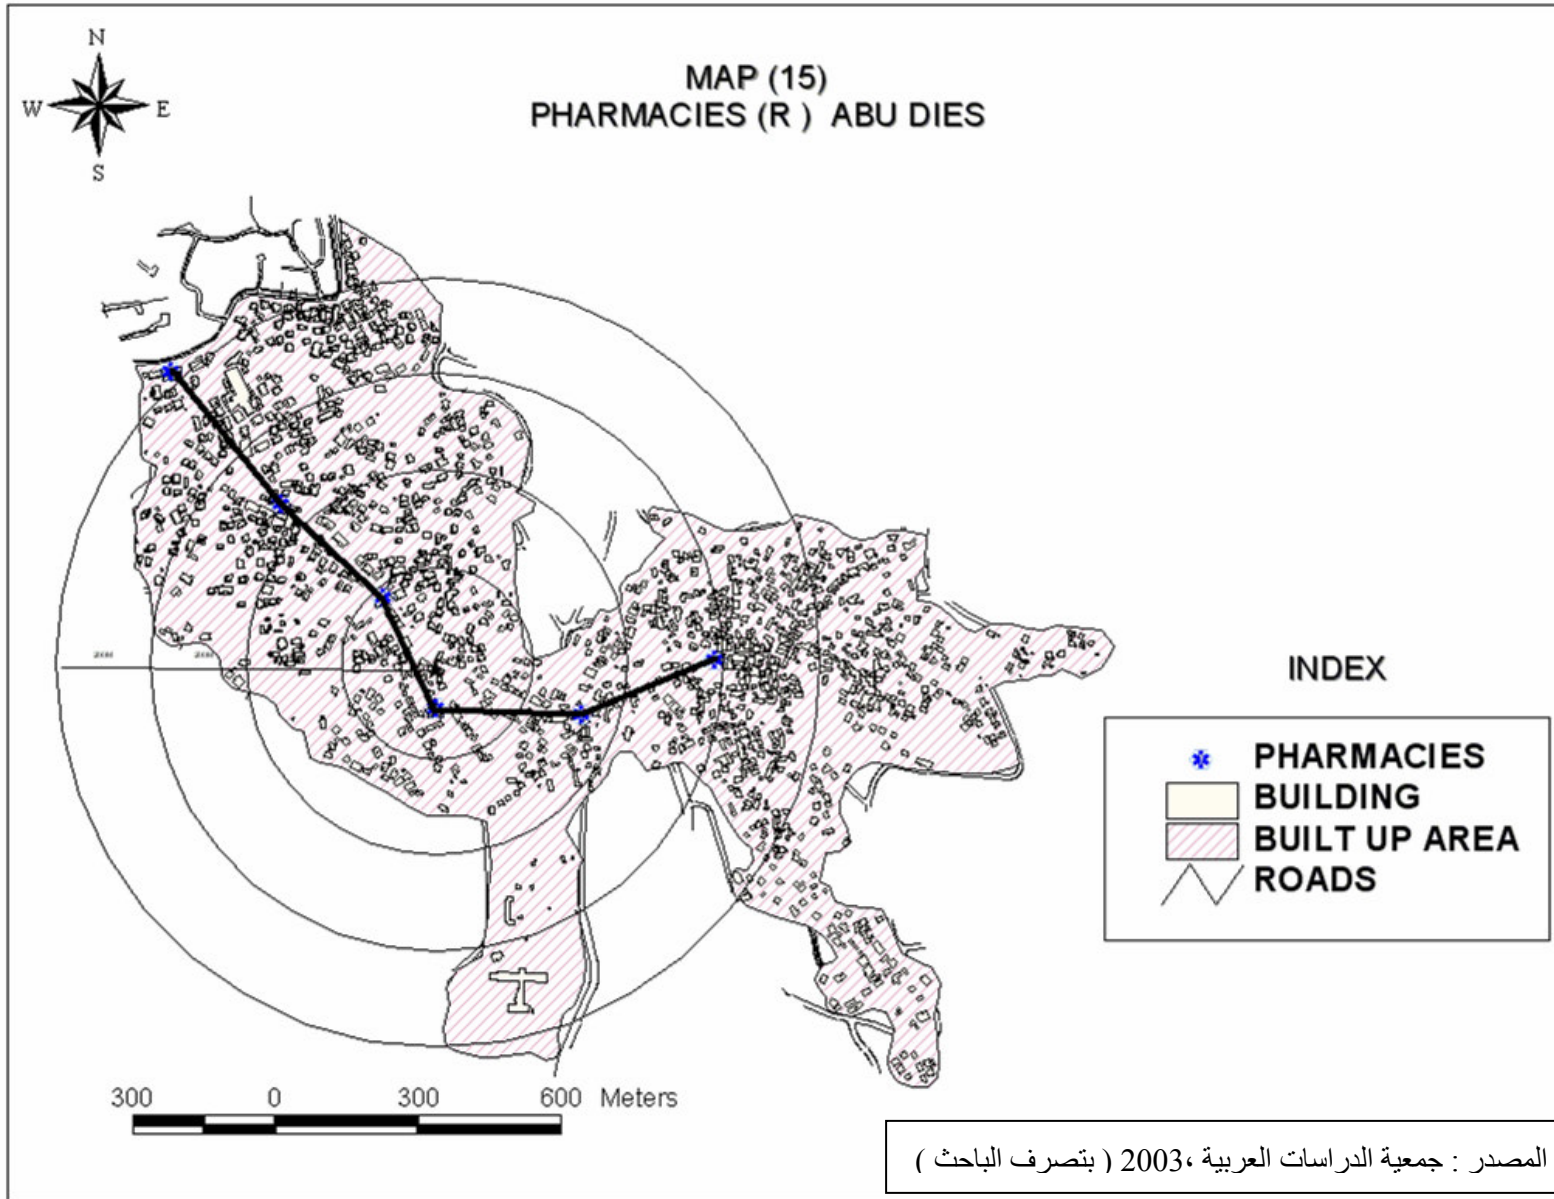 N
W E
S
MAP (15)
PHARMACIES (R ) ABU DIES
INDEX
PHARMACIES
BUILDING
BUILT UP AREA
ROADS
300 0 300 600 Meters
المصدر : جمعية الدراسات العربية ،2003 ( بتصرف الباحث )